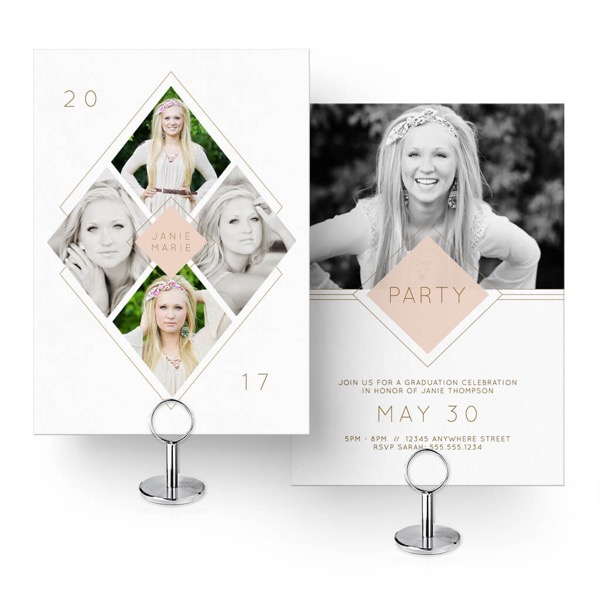 20
JANIE
MARIE
17
PARTY
JOIN US FOR A GRADUATION CELEBRATION
IN HONOR OF JANIE THOMPSON
MAY 30
5PM - 8PM // 12345 ANYWHERE STREET
RSVP SARAH: 555.555.1234